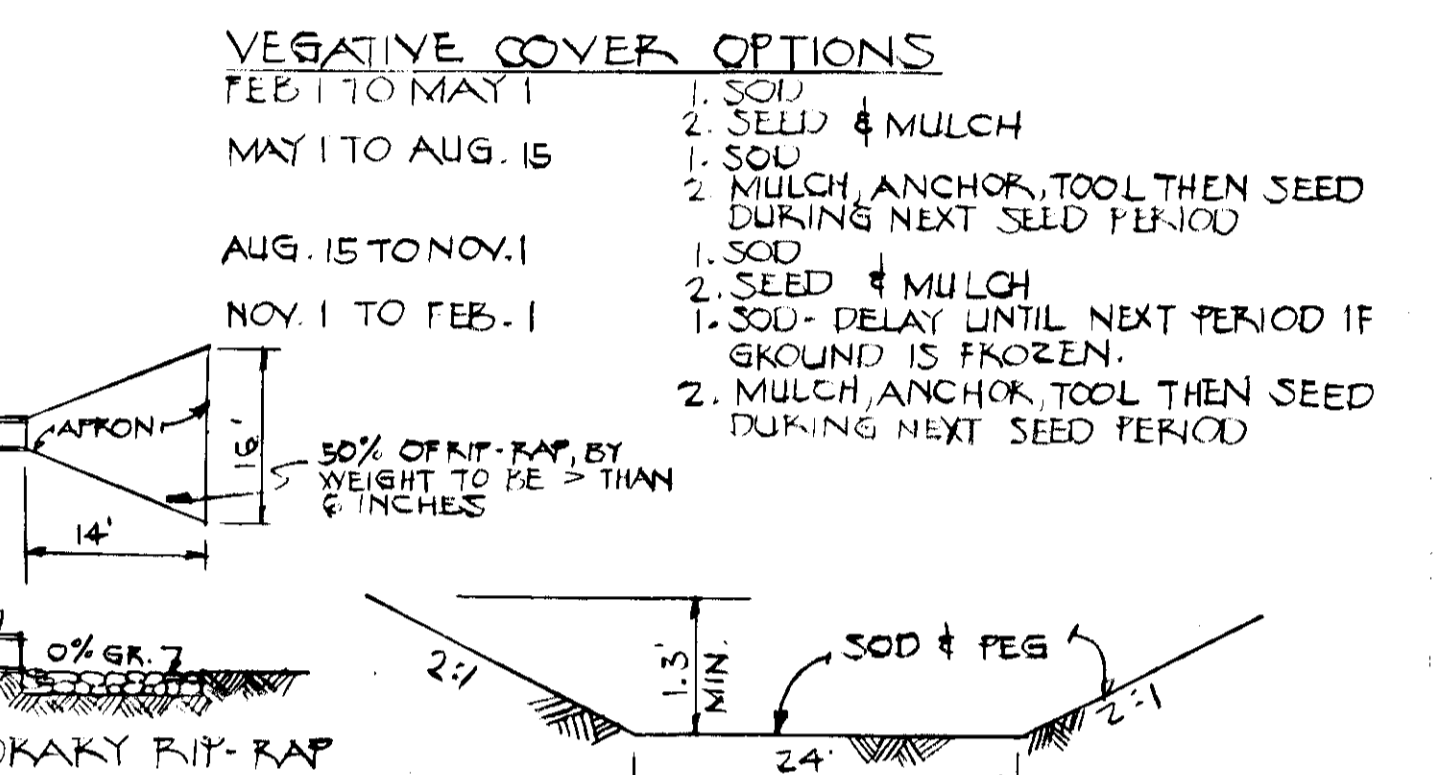 VEGATIVE COVER OPTIONS
FEB 1 TO MAY 1
1. SOD
2. SEED & MULCH
MAY 1 TO AUG. 15
1. SOD
2. MULCH, ANCHOR, TOOL THEN SEED
DURING NEXT SEED PERIOD
AUG. 15 TO NOV. 1
1. SOD
2. SEED & MULCH
NOV. 1 TO FEB. 1
1. SOD - DELAY UNTIL NEXT PERIOD IF
GROUND IS FROZEN.
2. MULCH, ANCHOR, TOOL THEN SEED
DURING NEXT SEED PERIOD
APRON
16'
50% OF RIP-RAP, BY
WEIGHT TO BE > THAN
6 INCHES
14'
0% GR.
RIP-RAP
2:1
1.3'
MIN.
SOD & PEG
2:1
24'